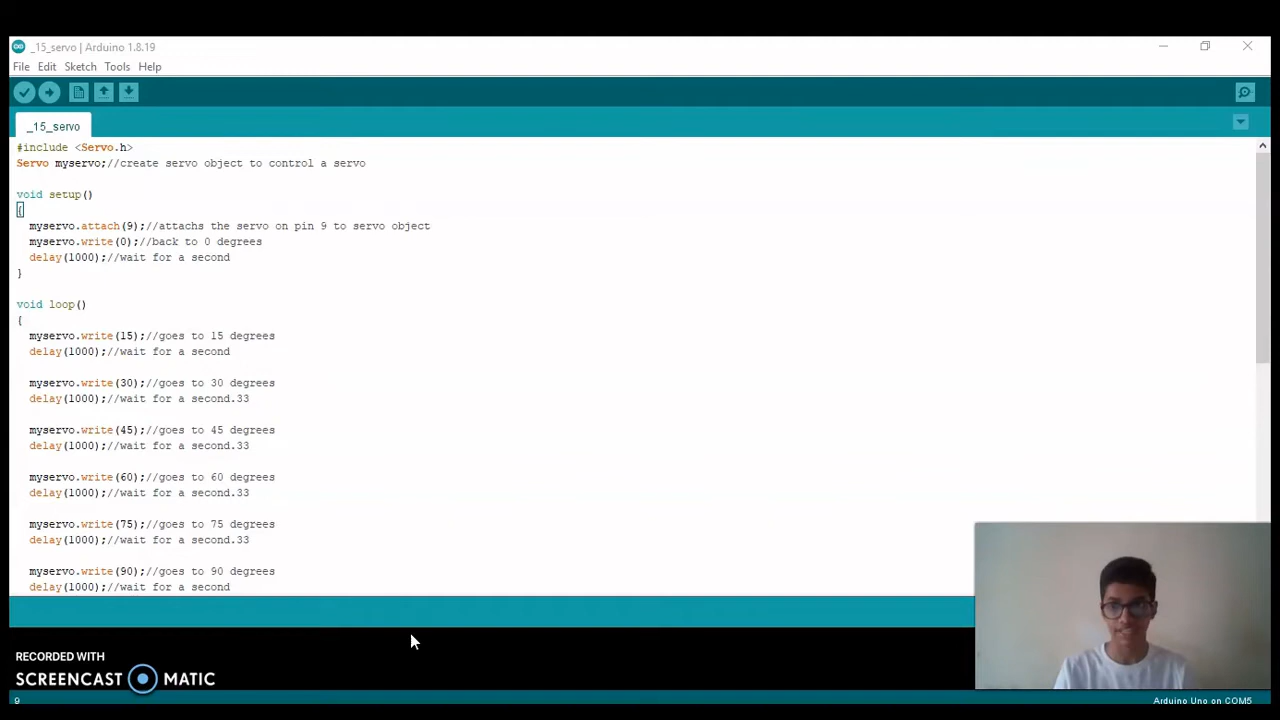 _15_servo | Arduino 1.8.19
File Edit Sketch Tools Help
_15_servo
#include <Servo.h>
Servo myservo;//create servo object to control a servo
void setup()
{
myservo.attach(9);//attachs the servo on pin 9 to servo object
myservo.write(0);//back to 0 degrees
delay(1000);//wait for a second
}
void loop()
{
myservo.write(15);//goes to 15 degrees
delay(1000);//wait for a second
myservo.write(30);//goes to 30 degrees
delay(1000);//wait for a second.33
myservo.write(45);//goes to 45 degrees
delay(1000);//wait for a second.33
myservo.write(60);//goes to 60 degrees
delay(1000);//wait for a second.33
myservo.write(75);//goes to 75 degrees
delay(1000);//wait for a second.33
myservo.write(90);//goes to 90 degrees
delay(1000);//wait for a second
RECORDED WITH
SCREENCAST MATIC
9
Arduino Uno on COM5